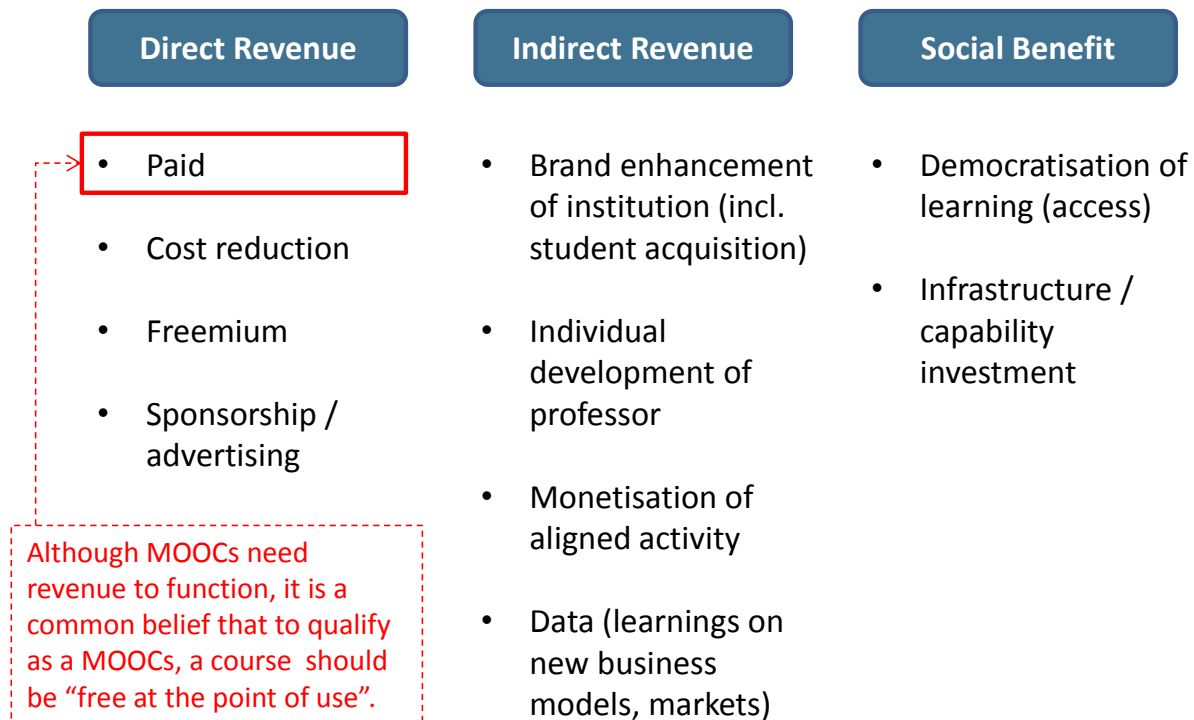 Direct Revenue
• Paid
• Cost reduction
• Freemium
• Sponsorship /
advertising
Although MOOCs need
revenue to function, it is a
common belief that to qualify
as a MOOCs, a course should
be “free at the point of use”.
Indirect Revenue
• Brand enhancement
of institution (incl.
student acquisition)
• Individual
development of
professor
• Monetisation of
aligned activity
• Data (learnings on
new business
models, markets)
Social Benefit
• Democratisation of
learning (access)
• Infrastructure /
capability
investment